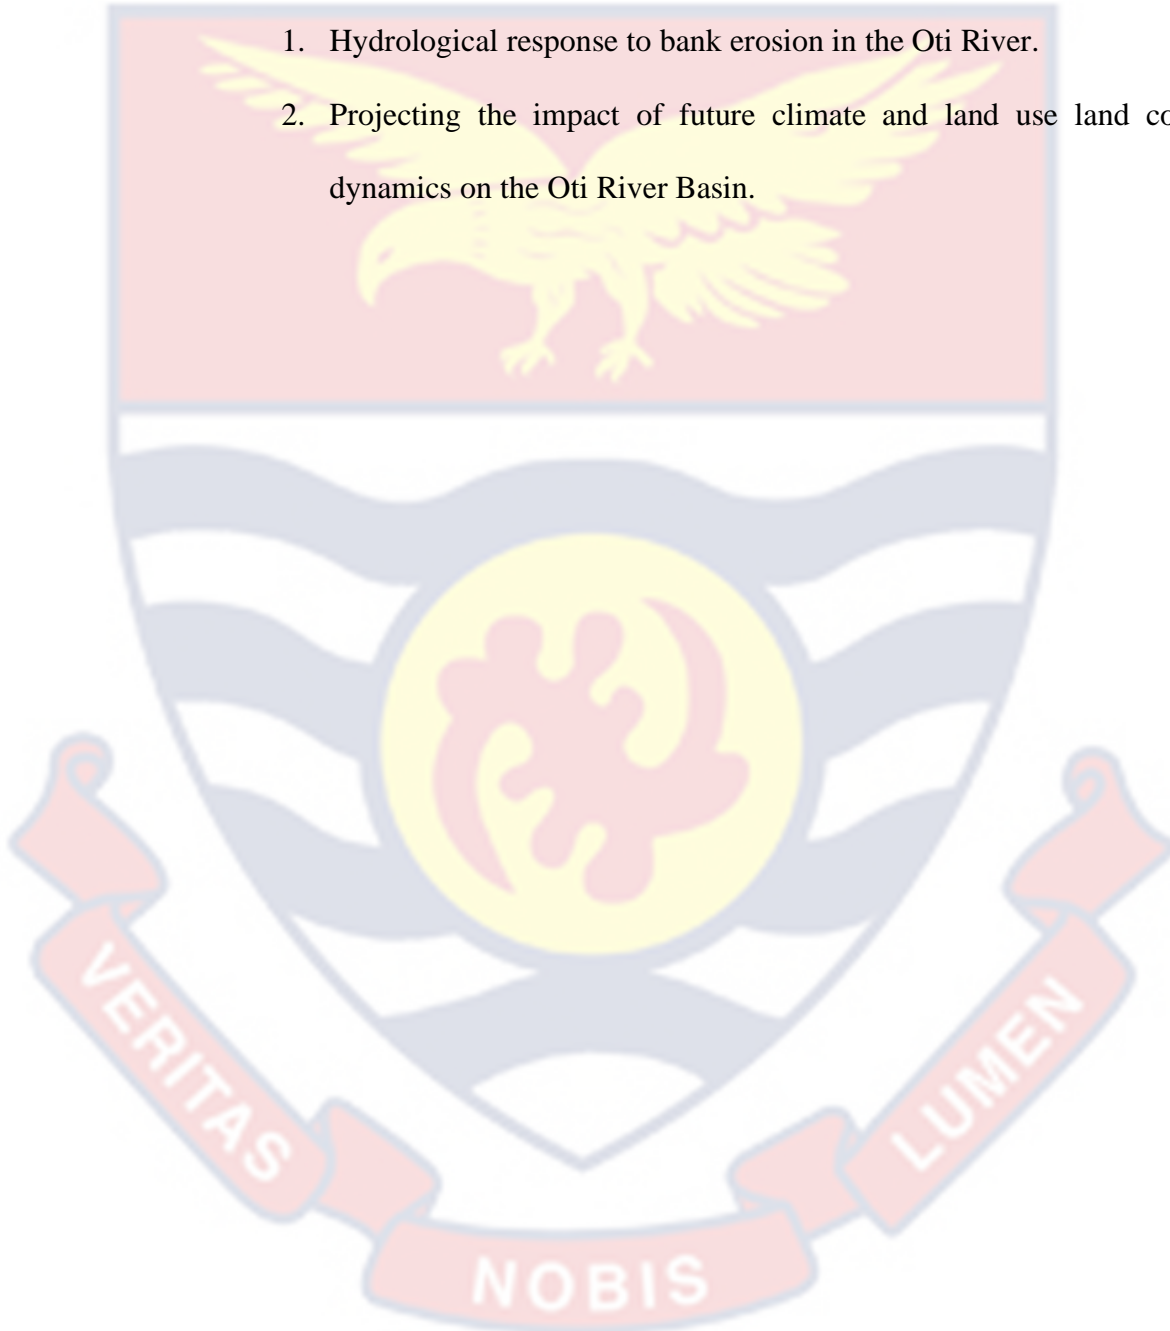 1. Hydrological response to bank erosion in the Oti River.
2. Projecting the impact of future climate and land use land
dynamics on the Oti River Basin.
VERITAS
NOBIS
LUMEN